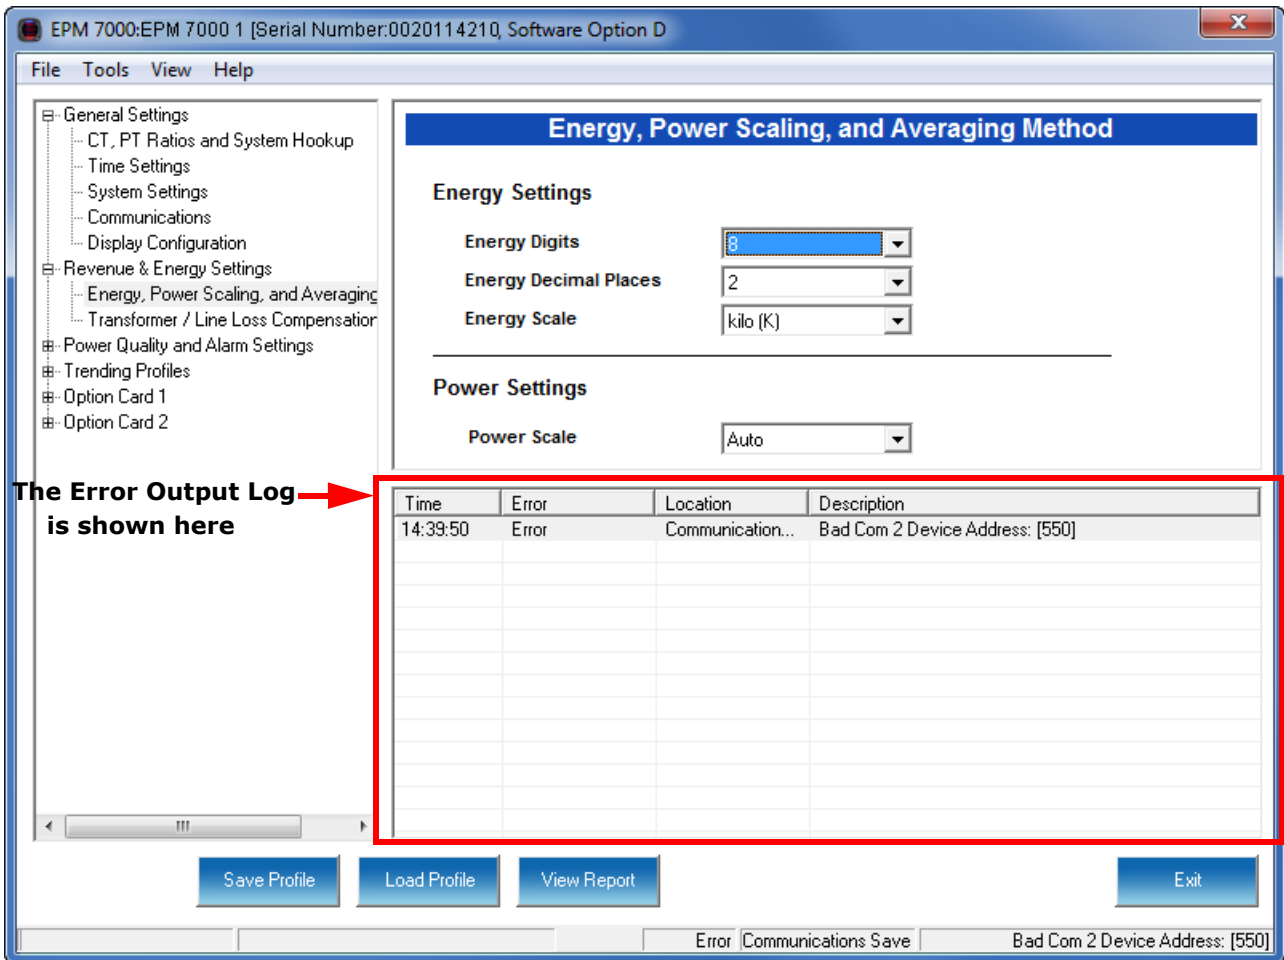 EPM 7000:EPM 7000 1 [Serial Number:0020114210, Software Option D
File Tools View Help
General Settings
CT, PT Ratios and System Hookup
Time Settings
System Settings
Communications
Display Configuration
Revenue & Energy Settings
Energy, Power Scaling, and Averaging
Transformer / Line Loss Compensation
Power Quality and Alarm Settings
Trending Profiles
Option Card 1
Option Card 2
Energy, Power Scaling, and Averaging Method
Energy Settings
Energy Digits 8
Energy Decimal Places 2
Energy Scale kilo (K)
Power Settings
Power Scale Auto
The Error Output Log
is shown here
Time Error Location Description
14:39:50 Error Communication... Bad Com 2 Device Address: [550]
Save Profile Load Profile View Report Exit
Error Communications Save Bad Com 2 Device Address: [550]